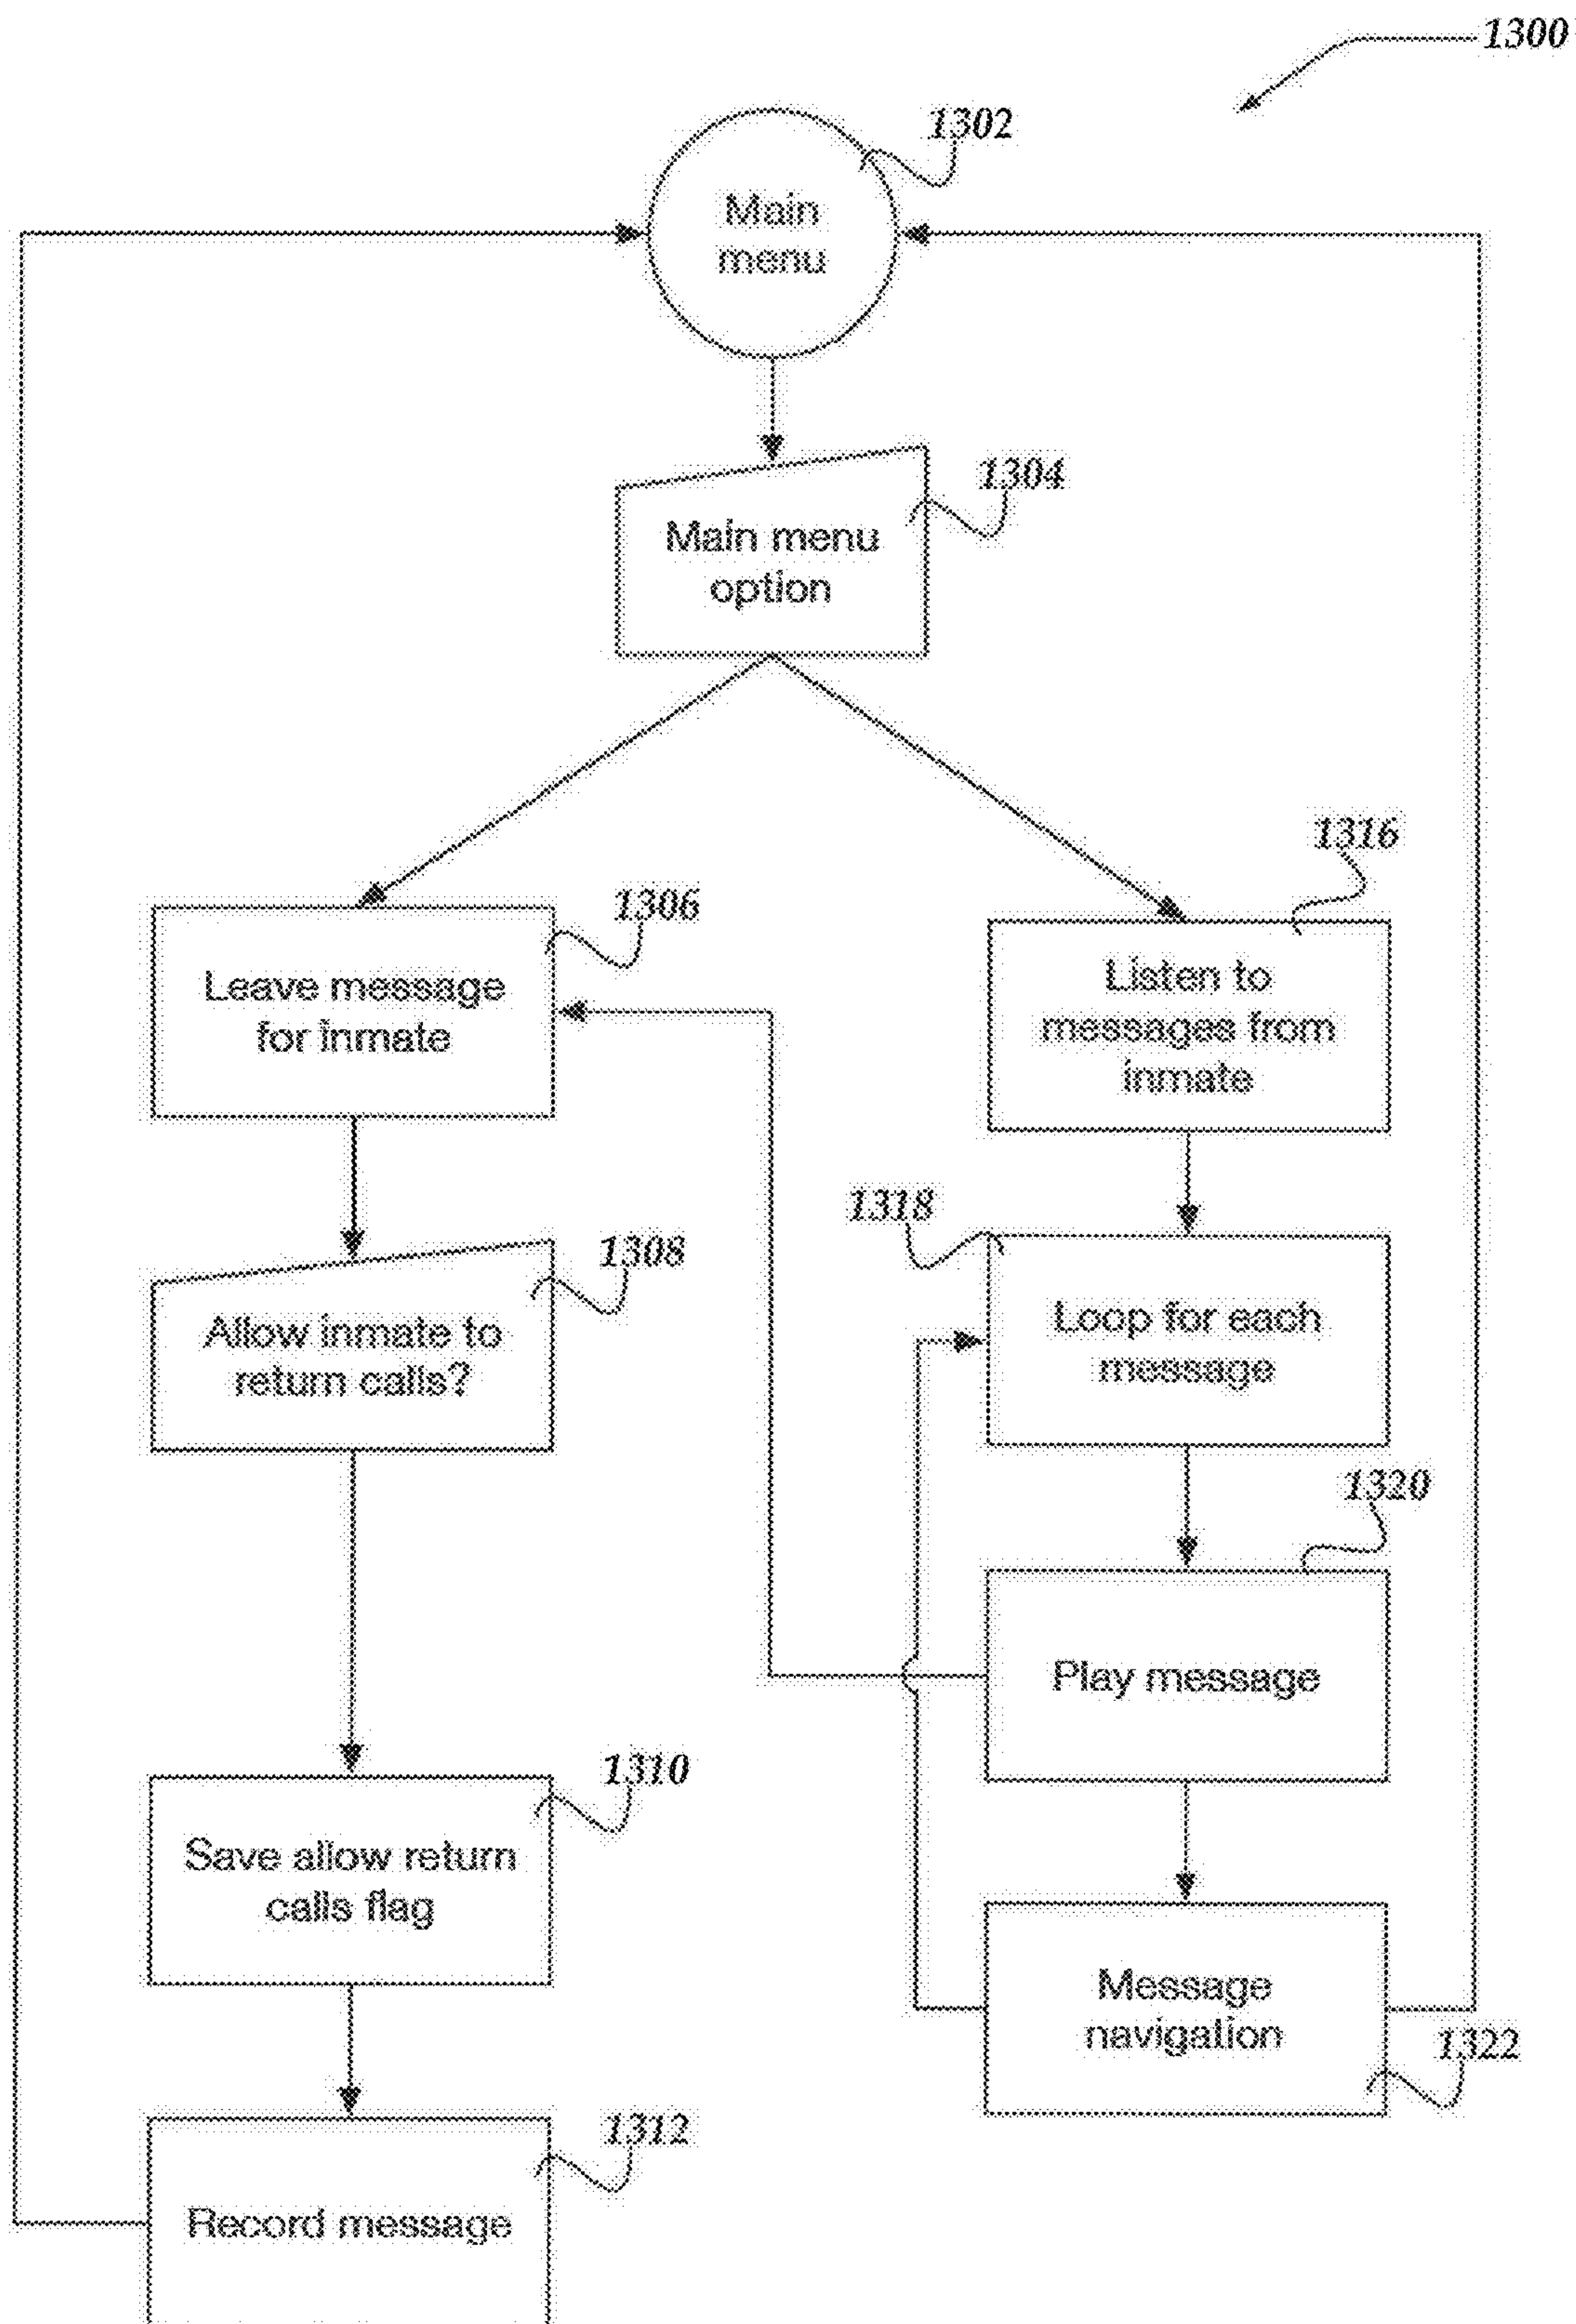 1300
1302
Main
menu
1304
Main menu
option
1306
Leave message
for inmate
1316
Listen to
messages from
inmate
1318
Loop for each
message
1308
Allow inmate to
return calls?
1320
Play message
1310
Save allow return
calls flag
Message
navigation
1322
1312
Record message